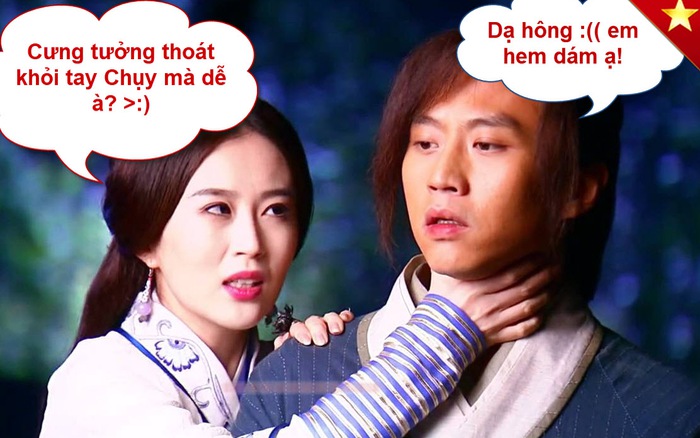 Cưng tưởng thoát
khỏi tay Chụy mà dễ
à? >:)
Dạ hông :(( em
hem dám ạ!